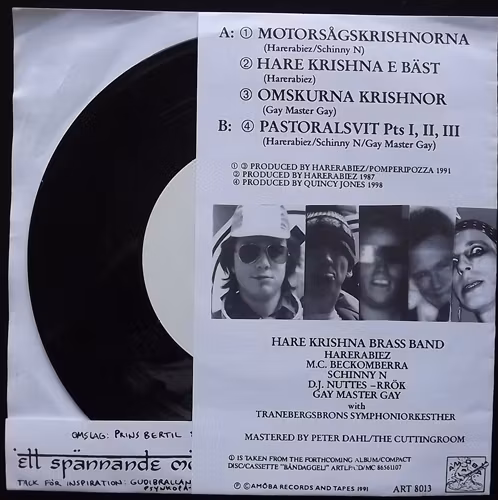 A: ① MOTORSÅGSKRISHNORNA
(Harerabiez/Schinny N)
② HARE KRISHNA E BÄST
(Harerabiez)
③ OMSKURNA KRISHNOR
(Gay Master Gay)
B: ④ PASTORALSVIT Pts I, II, III
(Harerabiez/Schinny N/Gay Master Gay)
① ③ PRODUCED BY HARERABIEZ/POMPERIPOZZA 1991
② PRODUCED BY HARERABIEZ 1987
④ PRODUCED BY QUINCY JONES 1998
HARE KRISHNA BRASS BAND
HARERABIEZ
M.C. BECKOMBERRA
SCHINNY N
D.J. NUTTES –RRÖK
GAY MASTER GAY
with
TRANEBERGSBRONS SYMPHONIORKESTHER
MASTERED BY PETER DAHL/THE CUTTINGROOM
① IS TAKEN FROM THE FORTHCOMING ALBUM/COMPACT
DISC/CASSETTE "BÄNDAGGELI" ARTLP/CD/MC 86561107
Ⓟ © AMÖBA RECORDS AND TAPES 1991 ART 8013
OMSLAG: PRINS BERTIL
ett spännande
TACK FÖR INSPIRATION: GUDIBRALLAN